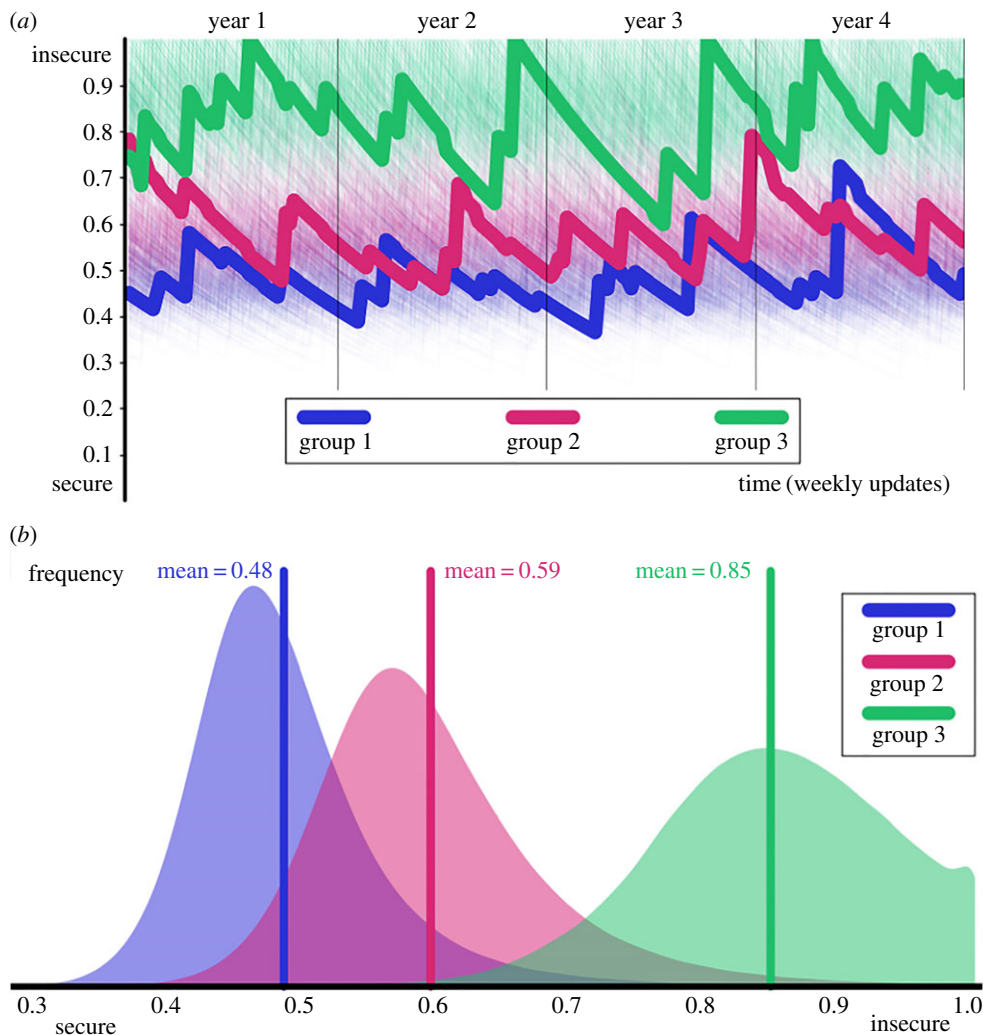 (a)
year 1 year 2 year 3 year 4
insecure
0.9
0.8
0.7
0.6
0.5
0.4
0.3
0.2
0.1
secure
group 1 group 2 group 3
time (weekly updates)
(b)
frequency
mean = 0.48 mean = 0.59 mean = 0.85
group 1
group 2
group 3
0.3 0.4 0.5 0.6 0.7 0.8 0.9 1.0
secure insecure